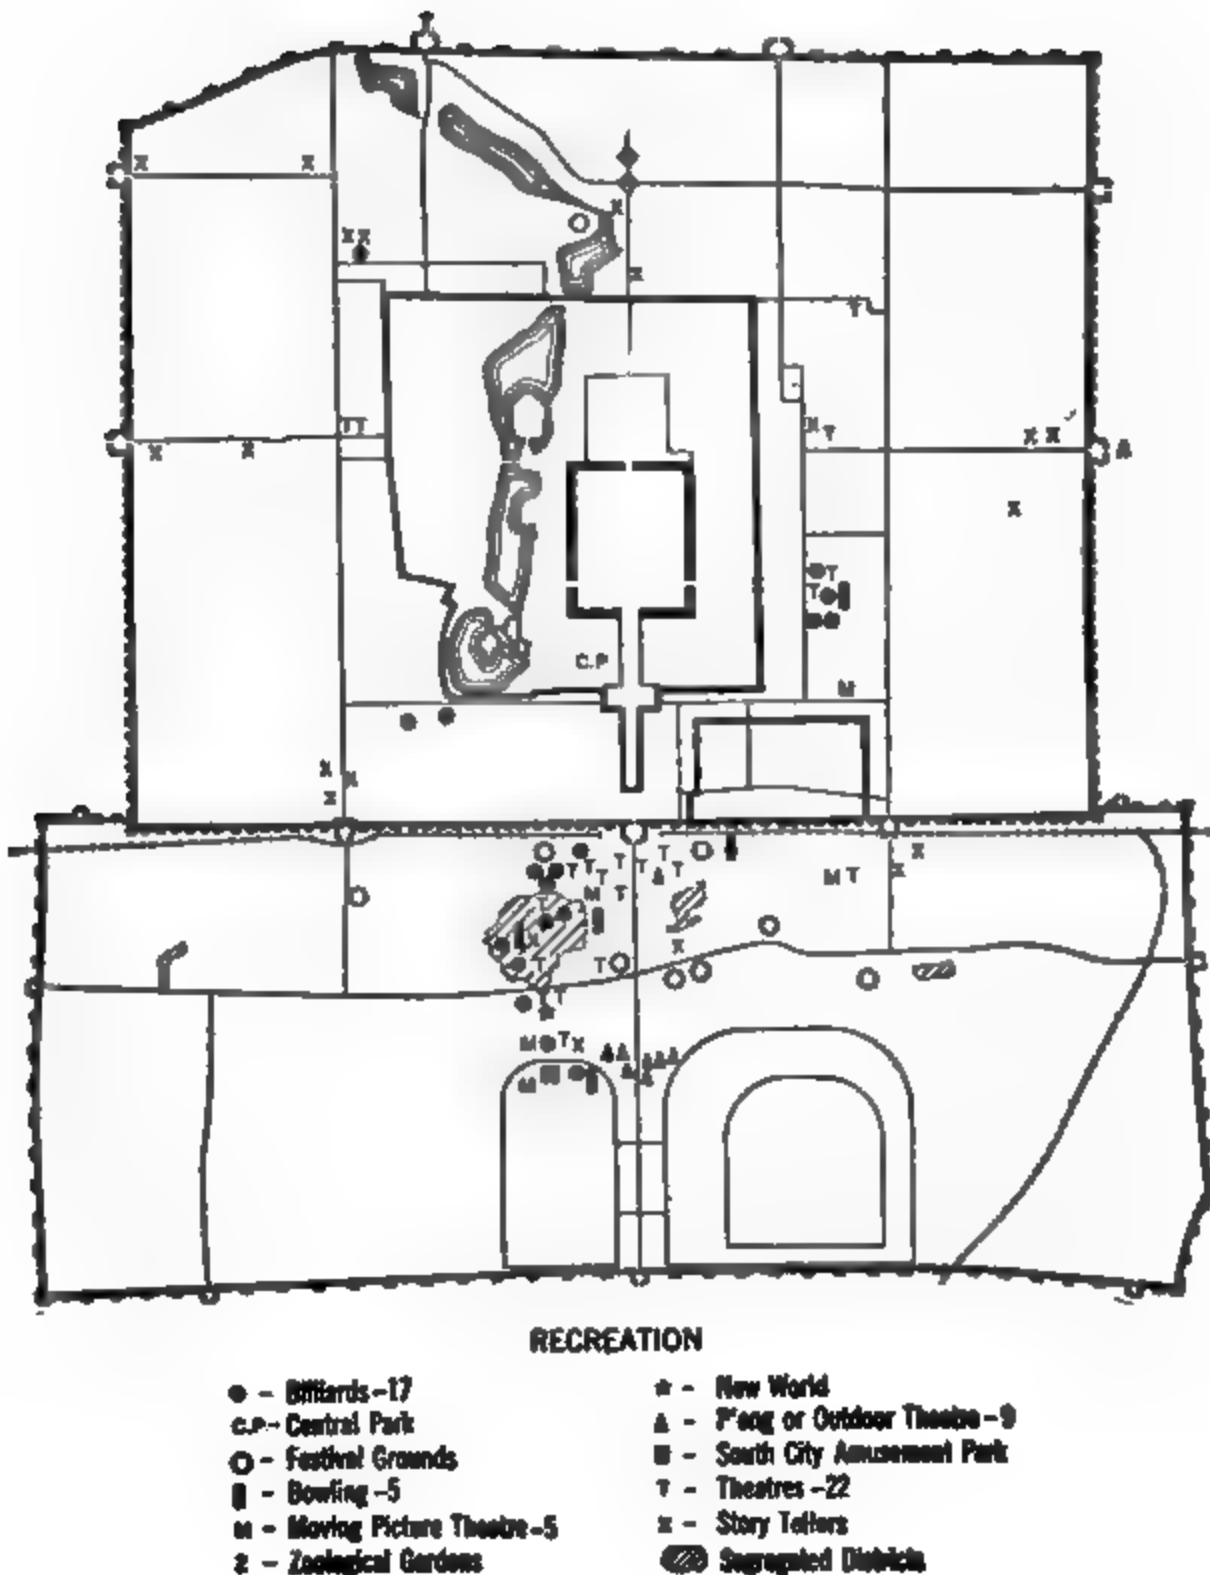 C.P
RECREATION
● - Billiards-17
C.P- Central Park
O - Festival Grounds
▮ - Bowling-5
M - Moving Picture Theatre-5
Z - Zoological Gardens
★ - New World
▲ - P'eng or Outdoor Theatre-9
▩ - South City Amusement Park
T - Theatres-22
X - Story Tellers
Segregated Districts